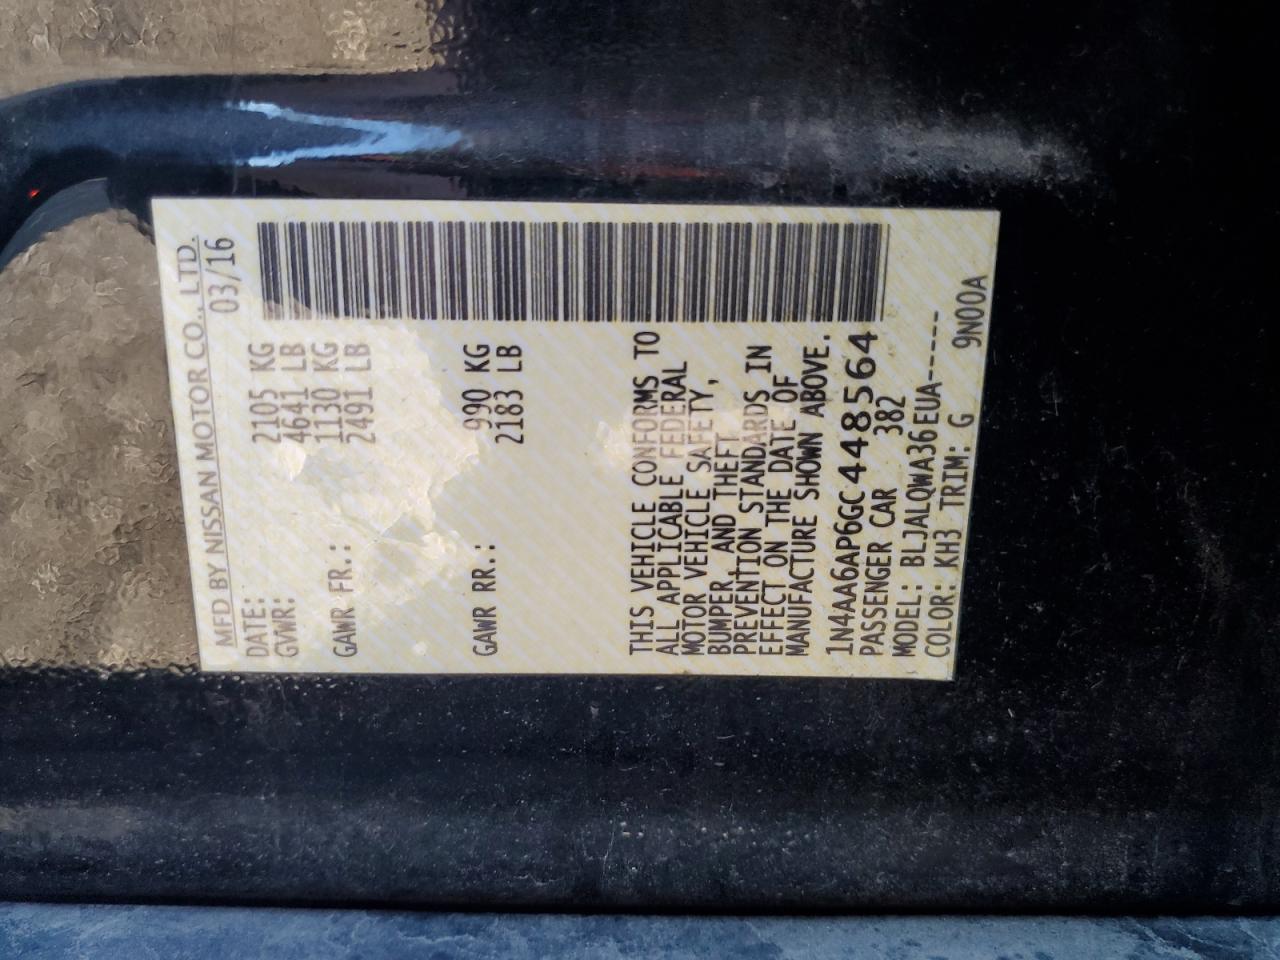 MFD BY NISSAN MOTOR CO., LTD.
DATE: 03/16
GVWR: 2105 KG
4641 LB
GAWR FR.: 1130 KG
2491 LB
GAWR RR.: 990 KG
2183 LB
THIS VEHICLE CONFORMS TO
ALL APPLICABLE FEDERAL
MOTOR VEHICLE SAFETY,
BUMPER, AND THEFT
PREVENTION STANDARDS IN
EFFECT ON THE DATE OF
MANUFACTURE SHOWN ABOVE.
1N4AA6AP6GC448564
PASSENGER CAR 382
MODEL: BLJALQWA36EUA-----
COLOR: KH3 TRIM: G 9N00A